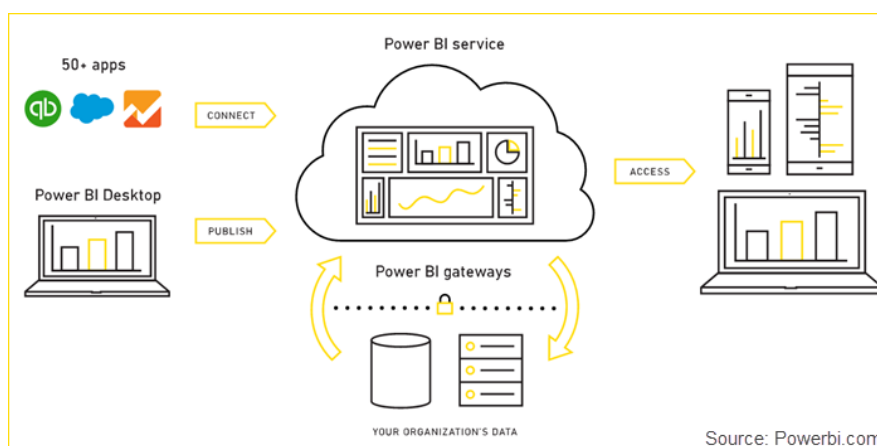 Power BI service
50+ apps
qb
CONNECT
Power BI Desktop
PUBLISH
ACCESS
Power BI gateways
YOUR ORGANIZATION'S DATA
Source: Powerbi.com